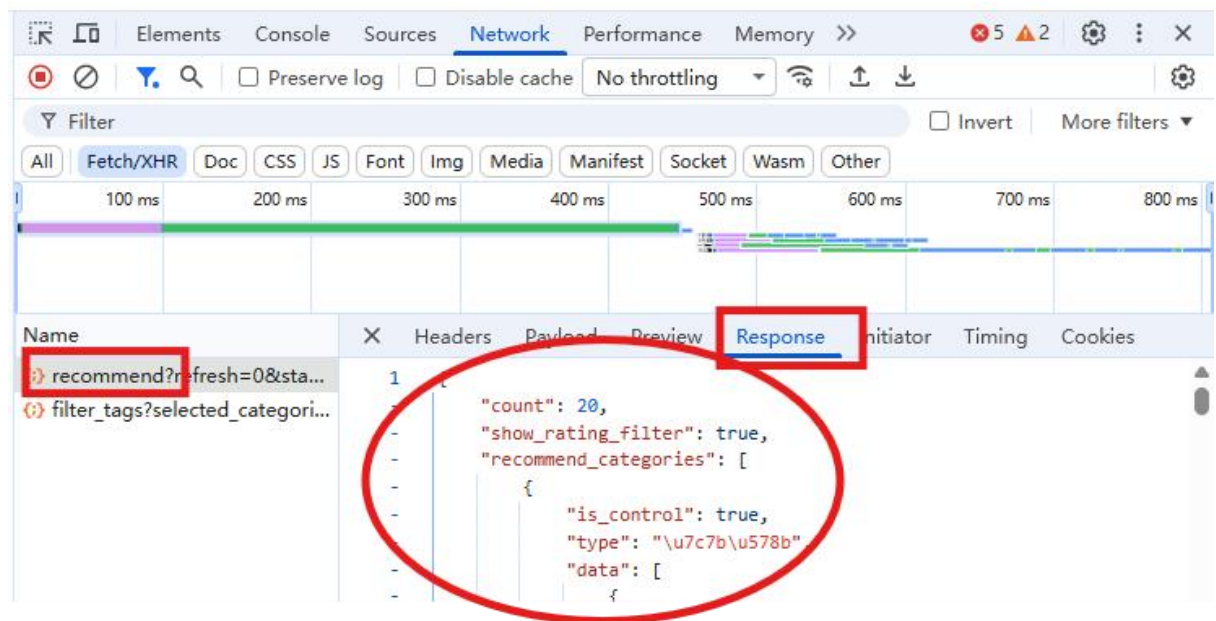 Elements Console Sources Network Performance Memory 5 2
Preserve log Disable cache No throttling
Filter Invert More filters
All Fetch/XHR Doc CSS JS Font Img Media Manifest Socket Wasm Other
100 ms 200 ms 300 ms 400 ms 500 ms 600 ms 700 ms 800 ms
Name Headers Payload Preview Response Initiator Timing Cookies
recommend?refresh=0&sta...
filter_tags?selected_categori...
1 {
- "count": 20,
- "show_rating_filter": true,
- "recommend_categories": [
- {
- "is_control": true,
- "type": "\u7c7b\u578b",
- "data": [
- {